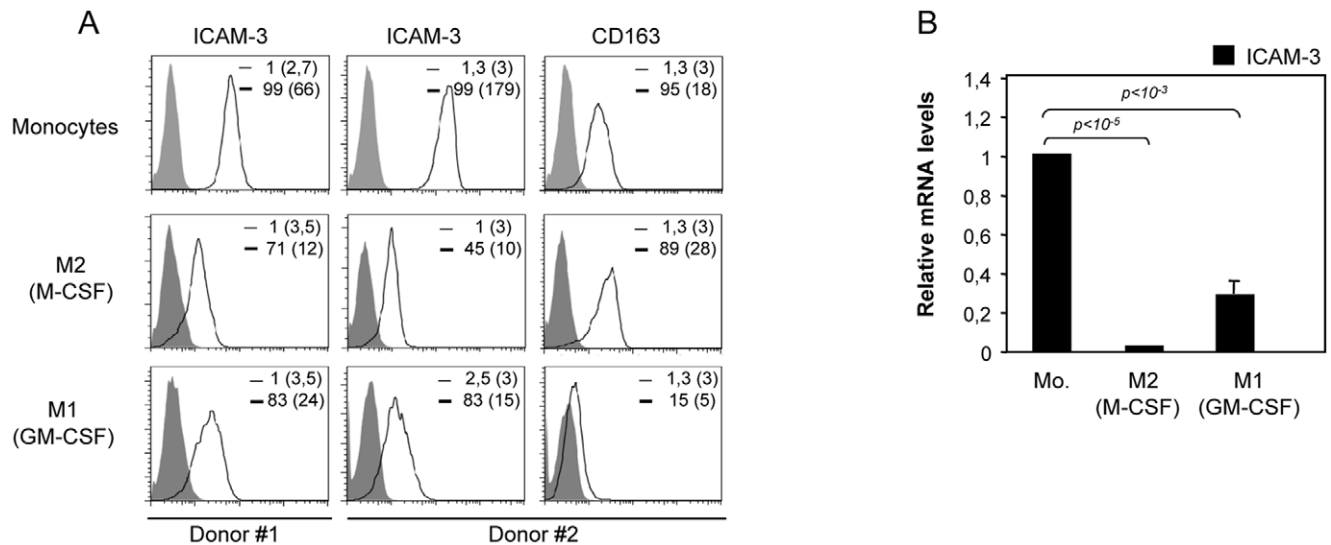 A
B
ICAM-3 ICAM-3 CD163
Monocytes
1 (2,7)
99 (66)
1,3 (3)
99 (179)
1,3 (3)
95 (18)
M2
(M-CSF)
1 (3,5)
71 (12)
1 (3)
45 (10)
1,3 (3)
89 (28)
M1
(GM-CSF)
1 (3,5)
83 (24)
2,5 (3)
83 (15)
1,3 (3)
15 (5)
Donor #1 Donor #2
ICAM-3
Relative mRNA levels
1,4
1,2
1
0,8
0,6
0,4
0,2
0
p<10-3
p<10-5
Mo. M2 M1
(M-CSF) (GM-CSF)